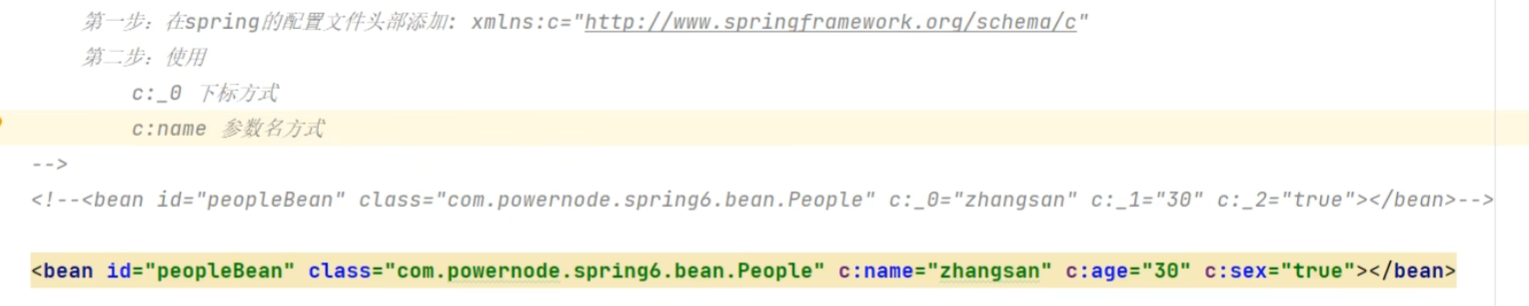 第一步：在spring的配置文件头部添加: xmlns:c="http://www.springframework.org/schema/c"
第二步：使用
c:_0 下标方式
c:name 参数名方式
-->
<!--<bean id="peopleBean" class="com.powernode.spring6.bean.People" c:_0="zhangsan" c:_1="30" c:_2="true"></bean>-->
<bean id="peopleBean" class="com.powernode.spring6.bean.People" c:name="zhangsan" c:age="30" c:sex="true"></bean>